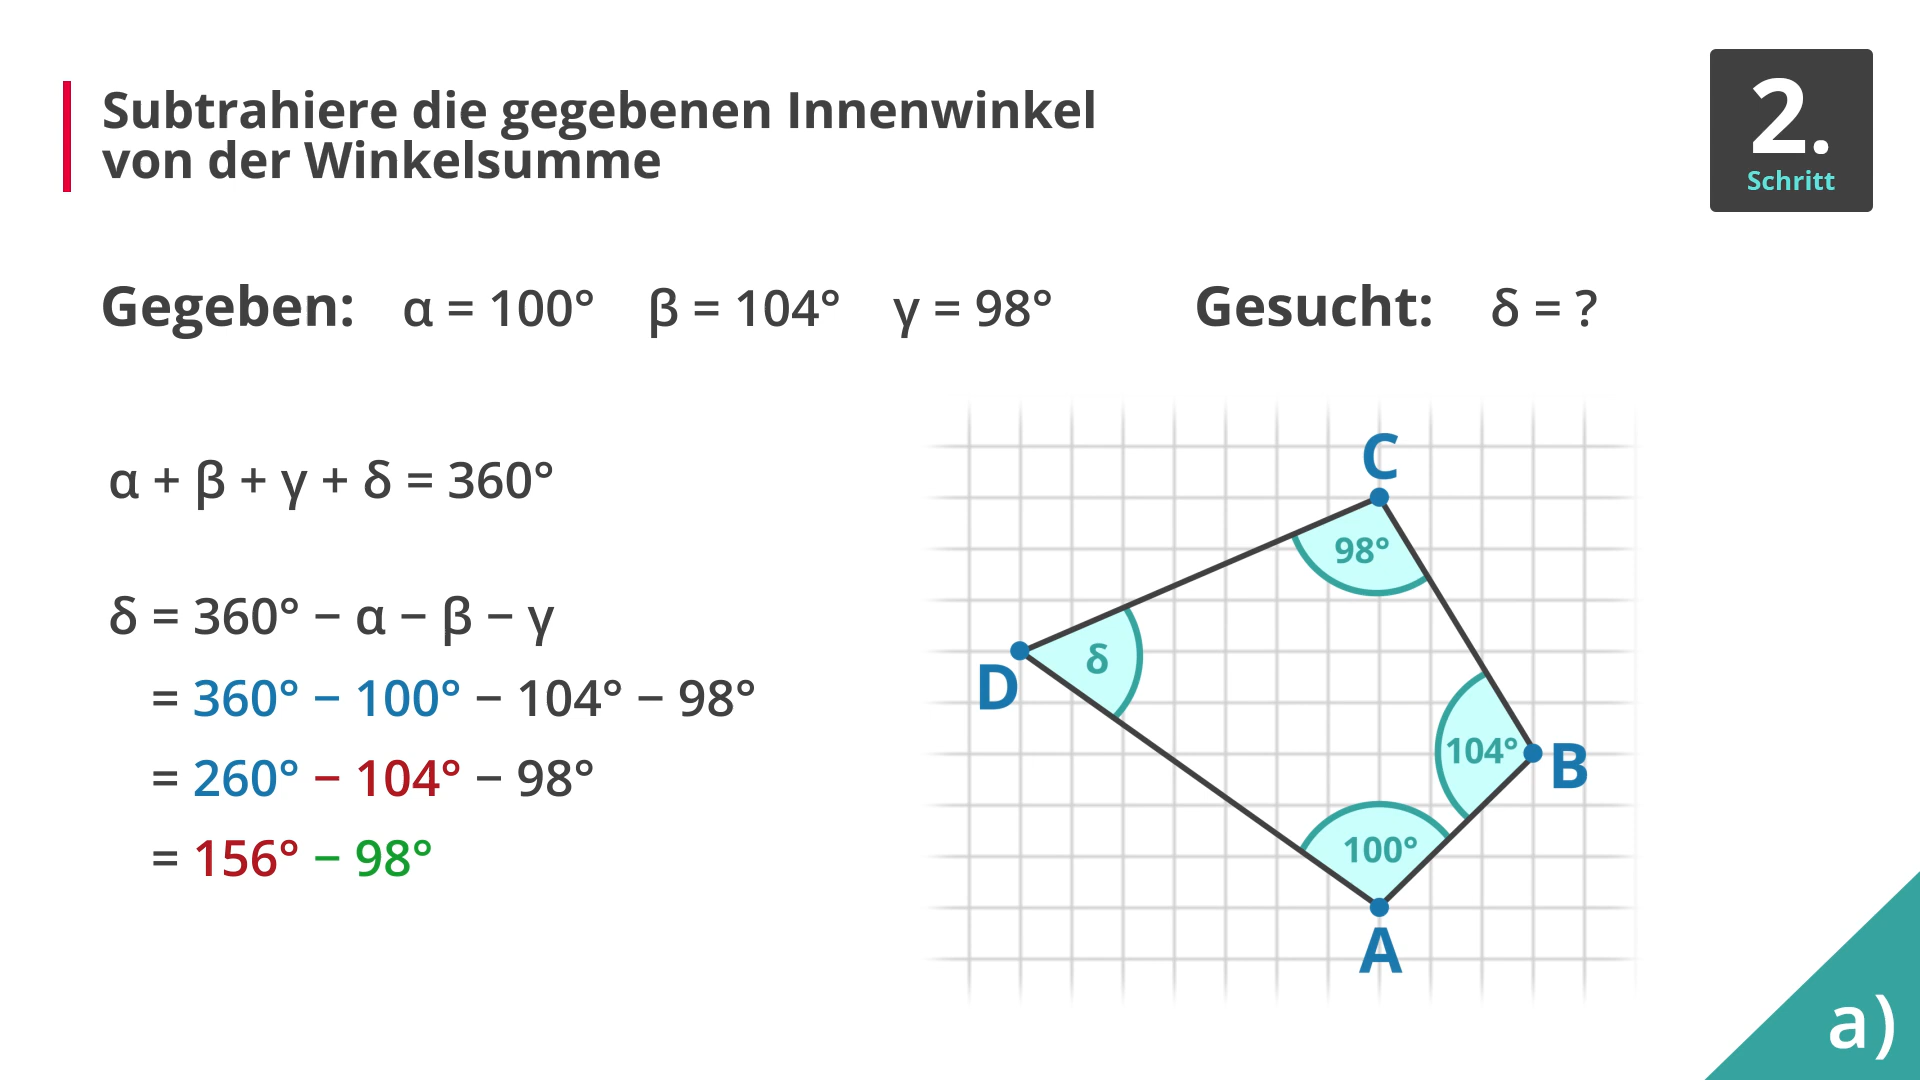 Subtrahiere die gegebenen Innenwinkel
von der Winkelsumme
2.
Schritt
Gegeben: α = 100° β = 104° γ = 98° Gesucht: δ = ?
α + β + γ + δ = 360°
δ = 360° − α − β − γ
= 360° − 100° − 104° − 98°
= 260° − 104° − 98°
= 156° − 98°
C
98°
D
δ
104°
B
100°
A
a)